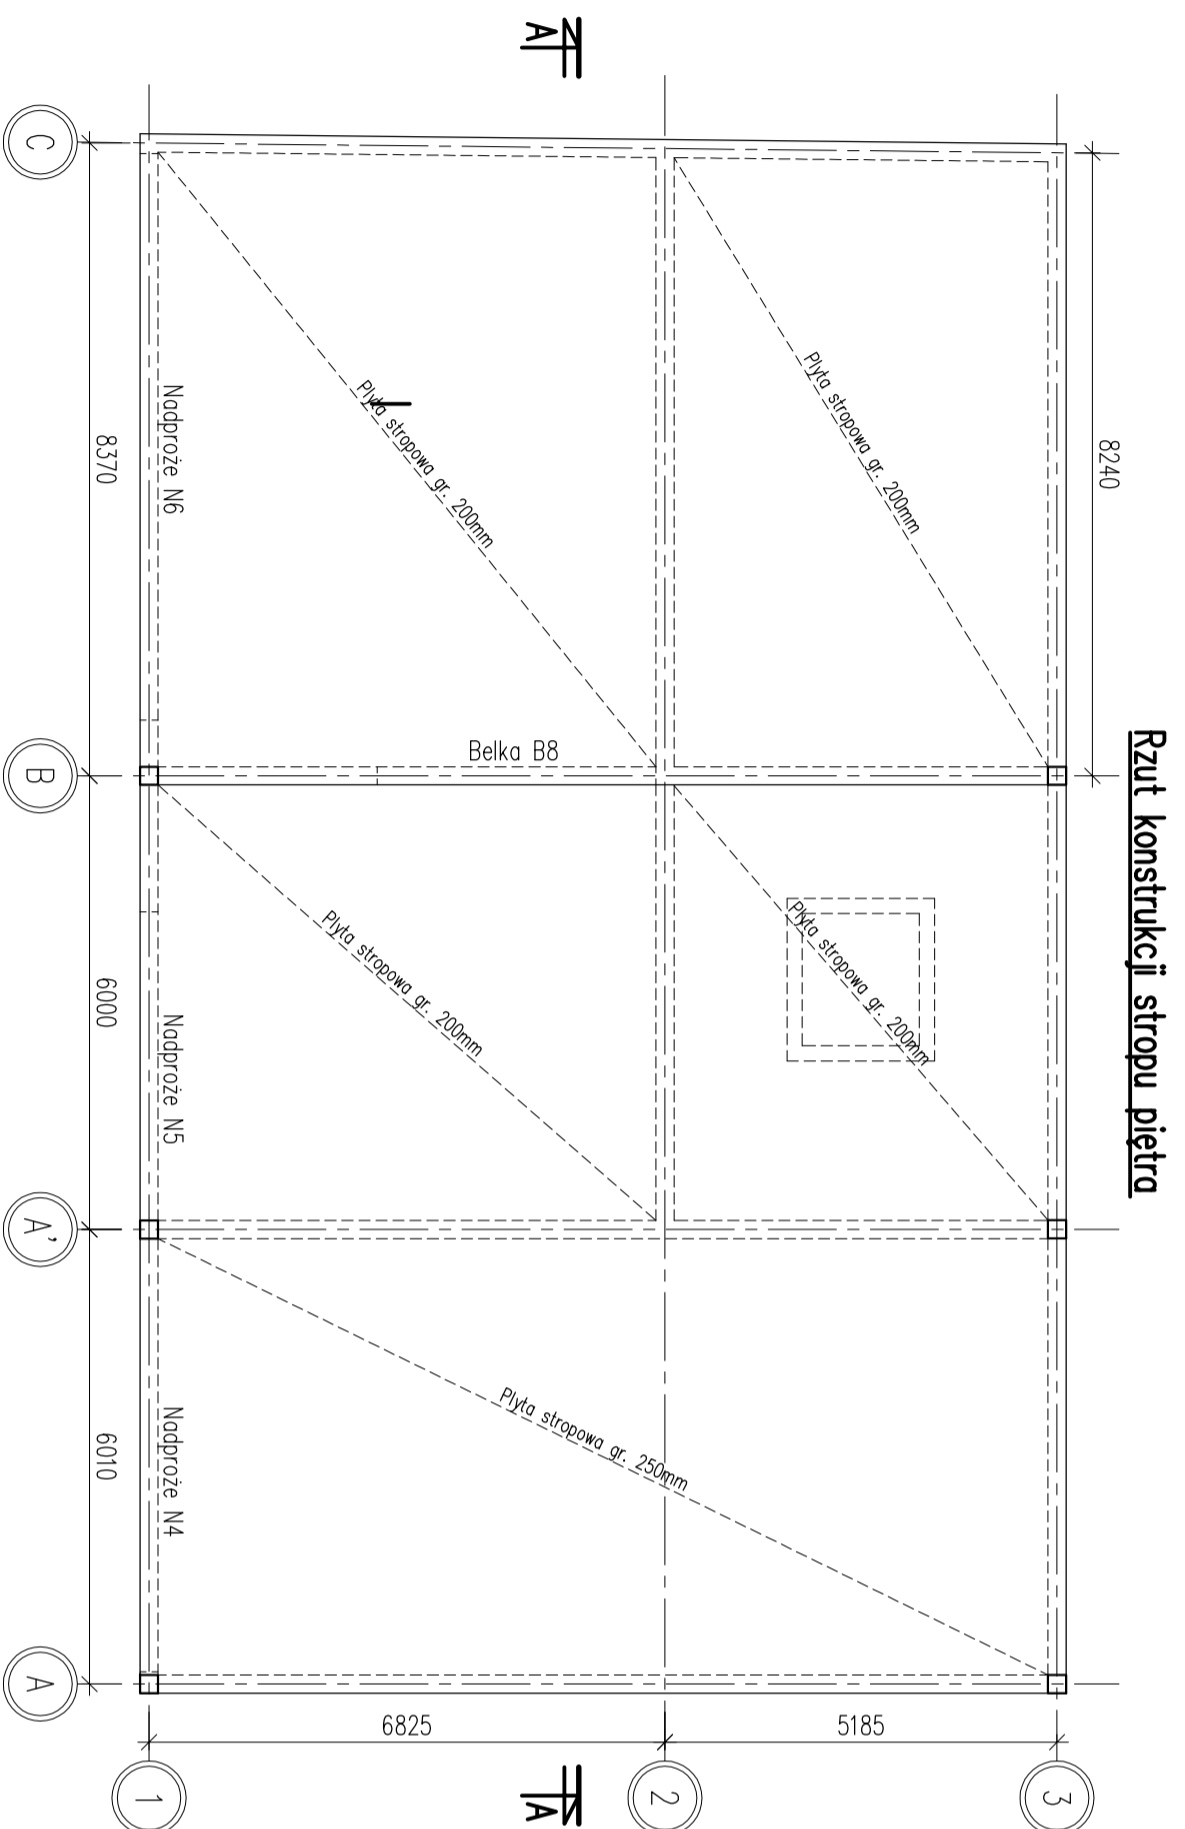 Rzut konstrukcji stropu piętra
8240
Płyta stropowa gr. 200mm
Płyta stropowa gr. 200mm
Płyta stropowa gr. 200mm
Płyta stropowa gr. 200mm
Płyta stropowa gr. 250mm
Belka B8
Nadproże N6
Nadproże N5
Nadproże N4
8370
6000
6010
C
B
A'
A
6825
5185
1
2
3
A
A